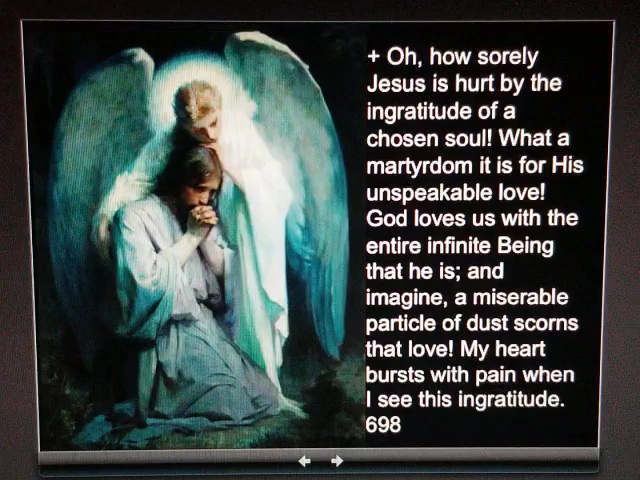 + Oh, how sorely
Jesus is hurt by the
ingratitude of a
chosen soul! What a
martyrdom it is for His
unspeakable love!
God loves us with the
entire infinite Being
that he is; and
imagine, a miserable
particle of dust scorns
that love! My heart
bursts with pain when
I see this ingratitude.
698